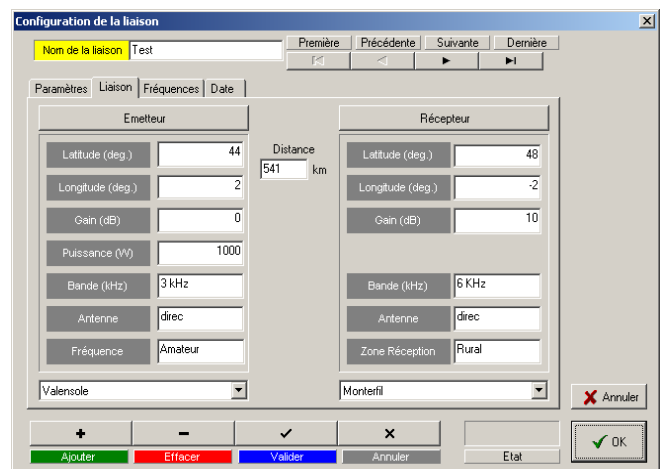 Configuration de la liaison
Nom de la liaison Test
Première Précédente Suivante Dernière
Paramètres Liaison Fréquences Date
Emetteur Distance Récepteur
Latitude (deg.) 44 541 km Latitude (deg.) 48
Longitude (deg.) 2 Longitude (deg.) -2
Gain (dB) 0 Gain (dB) 10
Puissance (W) 1000
Bande (kHz) 3 kHz Bande (kHz) 6 KHz
Antenne direc Antenne direc
Fréquence Amateur Zone Réception Rural
Valensole Monterfil
Annuler
Ajouter Effacer Valider Annuler Etat OK